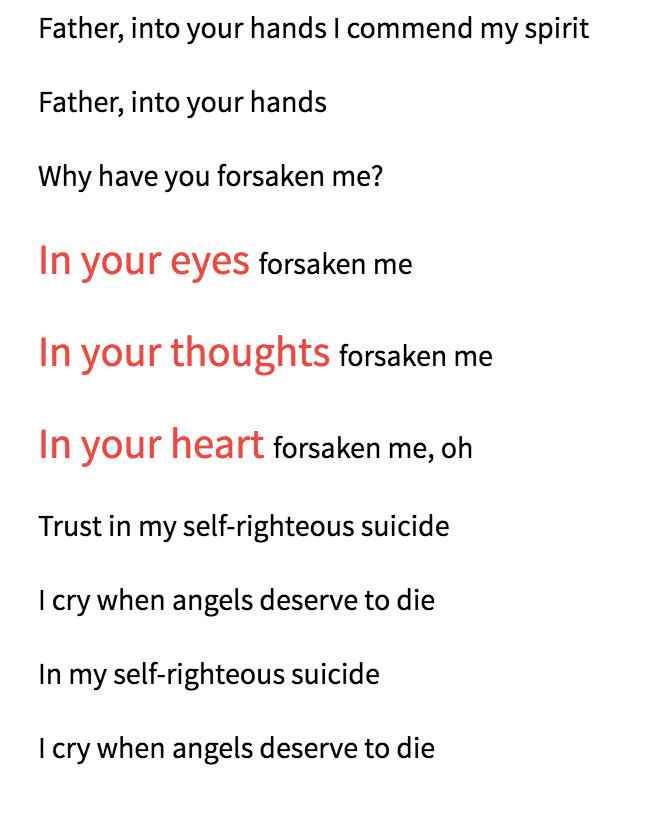 Father, into your hands I commend my spirit
Father, into your hands
Why have you forsaken me?
In your eyes forsaken me
In your thoughts forsaken me
In your heart forsaken me, oh
Trust in my self-righteous suicide
I cry when angels deserve to die
In my self-righteous suicide
I cry when angels deserve to die